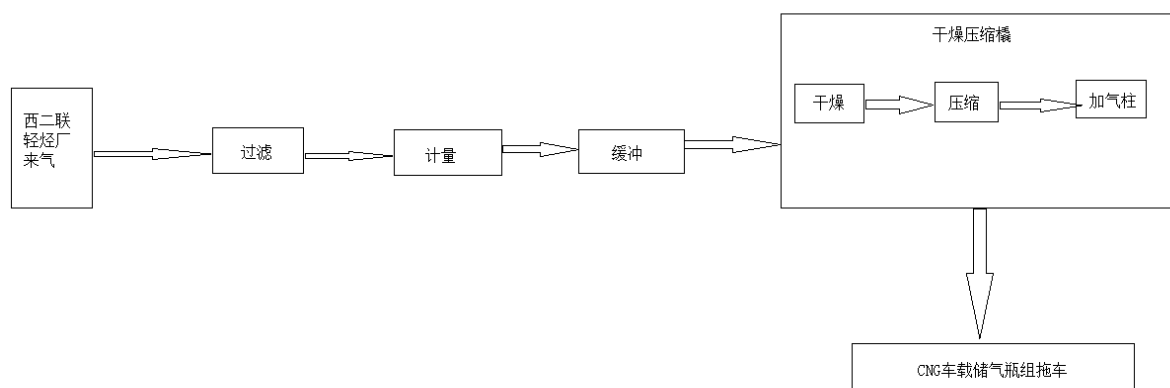 西二联
轻烃厂
来气
过滤
计量
缓冲
干燥压缩橇
干燥
压缩
加气柱
CNG车载储气瓶组拖车